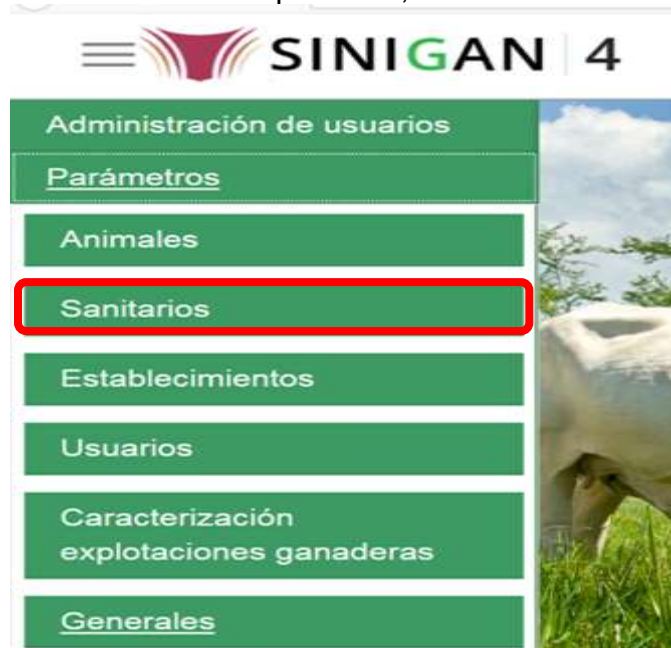 SINIGAN 4
Administración de usuarios
Parámetros
Animales
Sanitarios
Establecimientos
Usuarios
Caracterización
explotaciones ganaderas
Generales